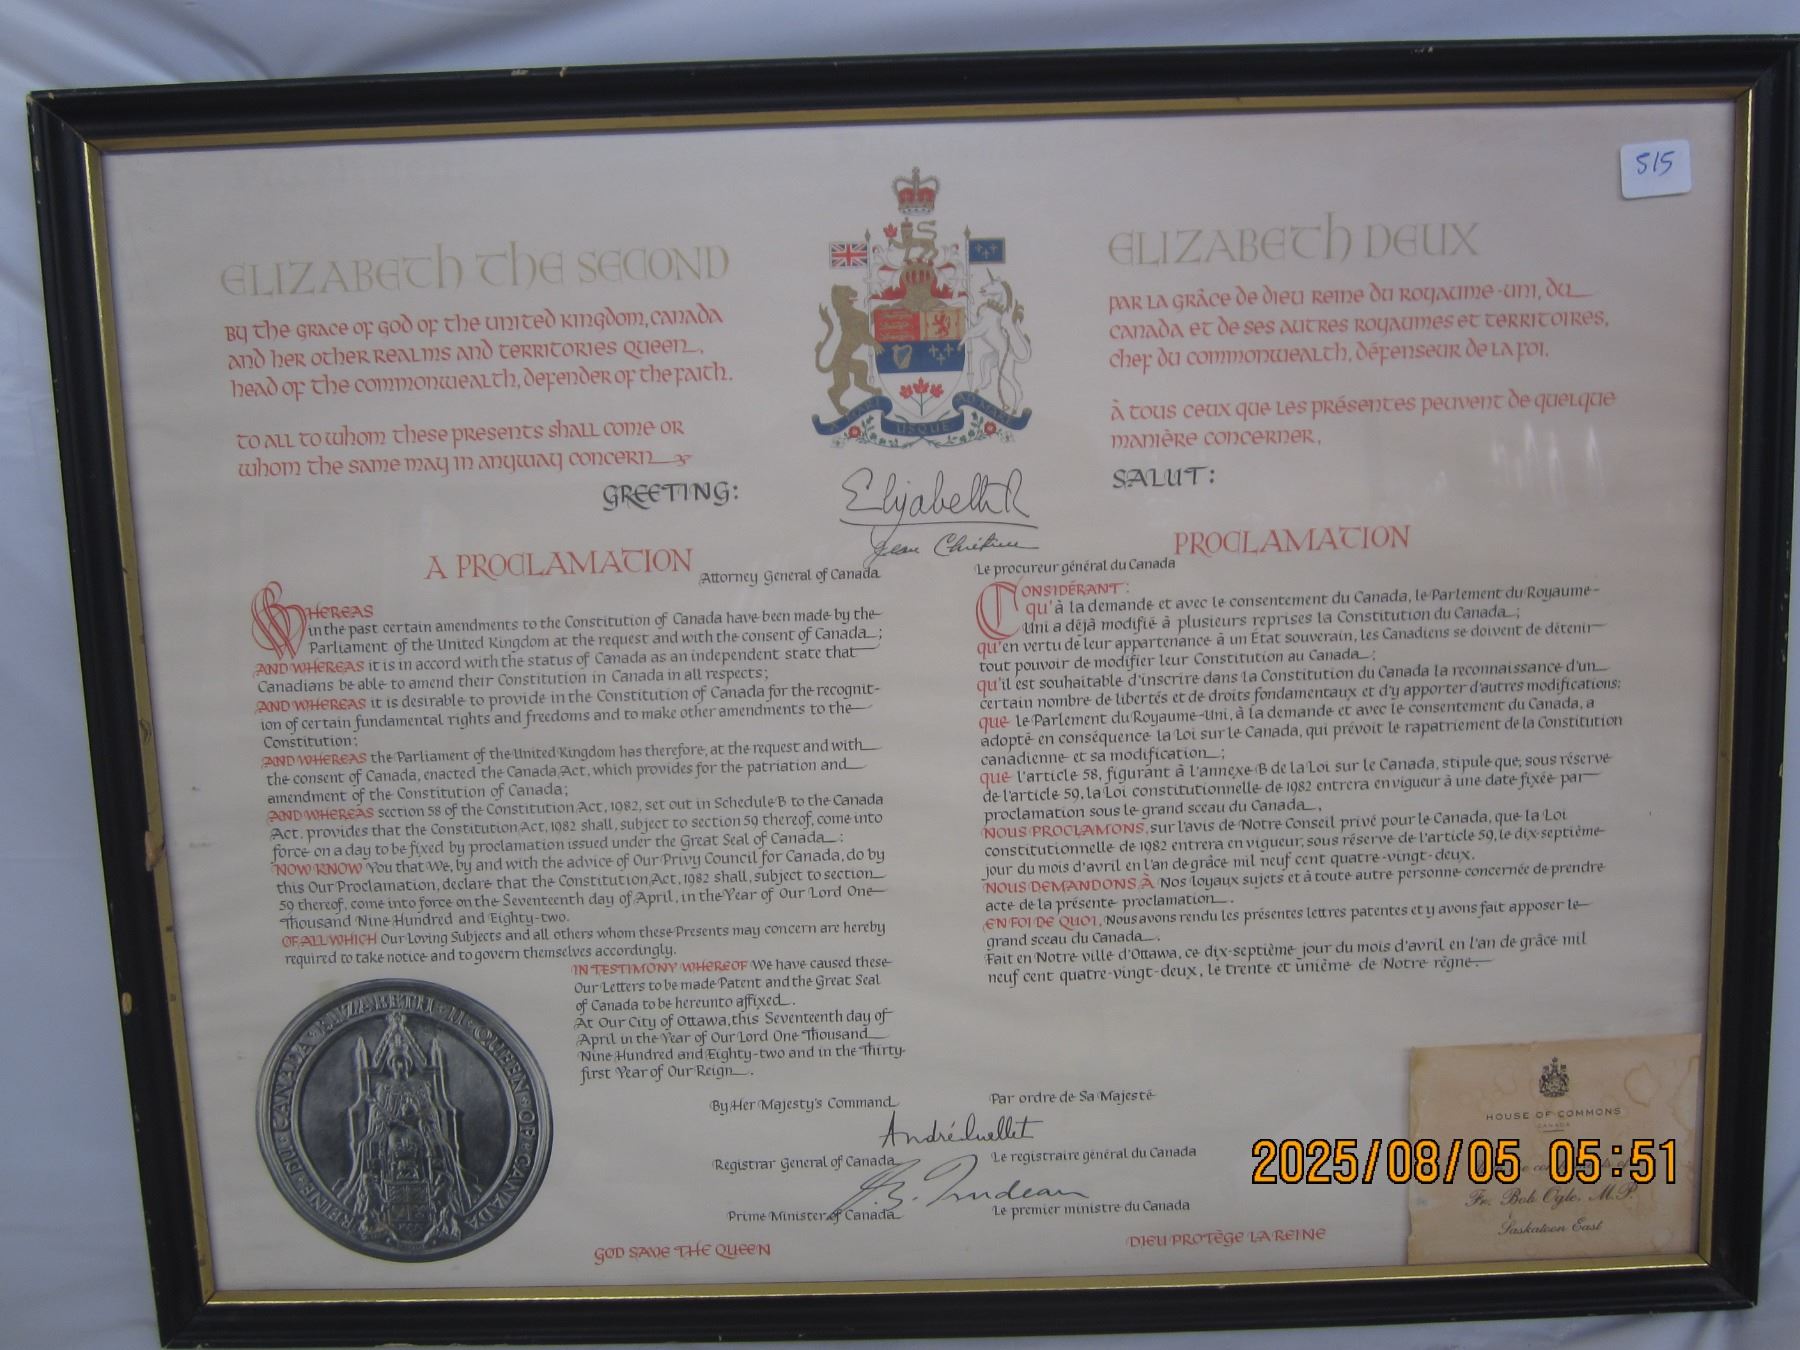 515
ELIZABETH THE SECOND
BY THE GRACE OF GOD OF THE UNITED KINGDOM, CANADA
AND HER OTHER REALMS AND TERRITORIES QUEEN,
HEAD OF THE COMMONWEALTH, DEFENDER OF THE FAITH.
TO ALL TO WHOM THESE PRESENTS SHALL COME OR
WHOM THE SAME MAY IN ANYWAY CONCERN
GREETING:
ELIZABETH DEUX
PAR LA GRÂCE DE DIEU REINE DU ROYAUME-UNI, DU
CANADA ET DE SES AUTRES ROYAUMES ET TERRITOIRES,
CHEF DU COMMONWEALTH, DÉFENSEUR DE LA FOI.
À TOUS CEUX QUE LES PRÉSENTES PEUVENT DE QUELQUE
MANIÈRE CONCERNER,
SALUT:
A MARI USQUE AD MARE
Elizabeth R
Jean Chrétien
A PROCLAMATION
Attorney General of Canada
WHEREAS
in the past certain amendments to the Constitution of Canada have been made by the
Parliament of the United Kingdom at the request and with the consent of Canada;
AND WHEREAS it is in accord with the status of Canada as an independent state that
Canadians be able to amend their Constitution in Canada in all respects;
AND WHEREAS it is desirable to provide in the Constitution of Canada for the recognit-
ion of certain fundamental rights and freedoms and to make other amendments to the
Constitution;
AND WHEREAS the Parliament of the United Kingdom has therefore, at the request and with
the consent of Canada, enacted the Canada Act, which provides for the patriation and
amendment of the Constitution of Canada;
AND WHEREAS section 58 of the Constitution Act, 1982, set out in Schedule B to the Canada
Act, provides that the Constitution Act, 1982 shall, subject to section 59 thereof, come into
force on a day to be fixed by proclamation issued under the Great Seal of Canada;
NOW KNOW You that We, by and with the advice of Our Privy Council for Canada, do by
this Our Proclamation, declare that the Constitution Act, 1982 shall, subject to section
59 thereof, come into force on the Seventeenth day of April, in the Year of Our Lord One
Thousand Nine Hundred and Eighty-two.
OF ALL WHICH Our Loving Subjects and all others whom these Presents may concern are hereby
required to take notice and to govern themselves accordingly.
IN TESTIMONY WHEREOF We have caused these
Our Letters to be made Patent and the Great Seal
of Canada to be hereunto affixed.
At Our City of Ottawa, this Seventeenth day of
April in the Year of Our Lord One Thousand
Nine Hundred and Eighty-two and in the Thirty-
first Year of Our Reign.
PROCLAMATION
Le procureur général du Canada
CONSIDÉRANT:
qu'à la demande et avec le consentement du Canada, le Parlement du Royaume-
Uni a déjà modifié à plusieurs reprises la Constitution du Canada;
qu'en vertu de leur appartenance à un État souverain, les Canadiens se doivent de détenir
tout pouvoir de modifier leur Constitution au Canada;
qu'il est souhaitable d'inscrire dans la Constitution du Canada la reconnaissance d'un
certain nombre de libertés et de droits fondamentaux et d'y apporter d'autres modifications;
que le Parlement du Royaume-Uni, à la demande et avec le consentement du Canada, a
adopté en conséquence la Loi sur le Canada, qui prévoit le rapatriement de la Constitution
canadienne et sa modification;
que l'article 58, figurant à l'annexe B de la Loi sur le Canada, stipule que, sous réserve
de l'article 59, la Loi constitutionnelle de 1982 entrera en vigueur à une date fixée par
proclamation sous le grand sceau du Canada,
NOUS PROCLAMONS, sur l'avis de Notre Conseil privé pour le Canada, que la Loi
constitutionnelle de 1982 entrera en vigueur, sous réserve de l'article 59, le dix-septième
jour du mois d'avril en l'an de grâce mil neuf cent quatre-vingt-deux.
NOUS DEMANDONS À Nos loyaux sujets et à toute autre personne concernée de prendre
acte de la présente proclamation.
EN FOI DE QUOI, Nous avons rendu les présentes lettres patentes et y avons fait apposer le
grand sceau du Canada.
Fait en Notre ville d'Ottawa, ce dix-septième jour du mois d'avril en l'an de grâce mil
neuf cent quatre-vingt-deux, le trente et unième de Notre règne.
ELIZABETH·II·QUEEN·OF·CANADA
REINE·DU·CANADA
By Her Majesty's Command
Par ordre de Sa Majesté
André Ouellet
Registrar General of Canada
Le registraire général du Canada
P. E. Trudeau
Prime Minister of Canada
Le premier ministre du Canada
GOD SAVE THE QUEEN
DIEU PROTÈGE LA REINE
HOUSE OF COMMONS
CANADA
Fr. Bob Ogle, M.P.
Saskatoon East
2025/08/05 05:51